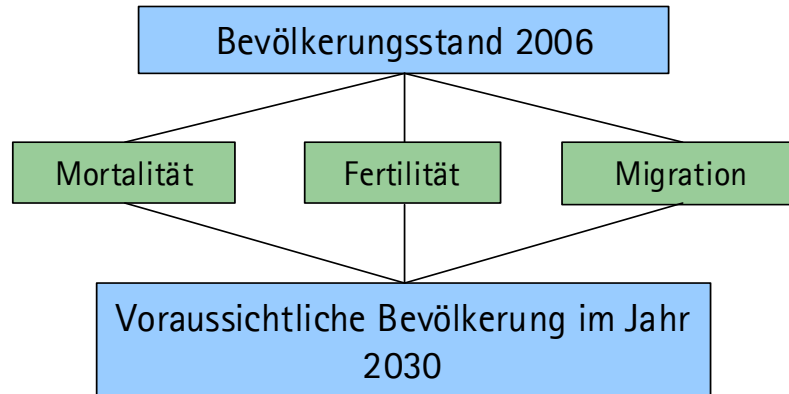 Bevölkerungsstand 2006
Mortalität
Fertilität
Migration
Voraussichtliche Bevölkerung im Jahr
2030